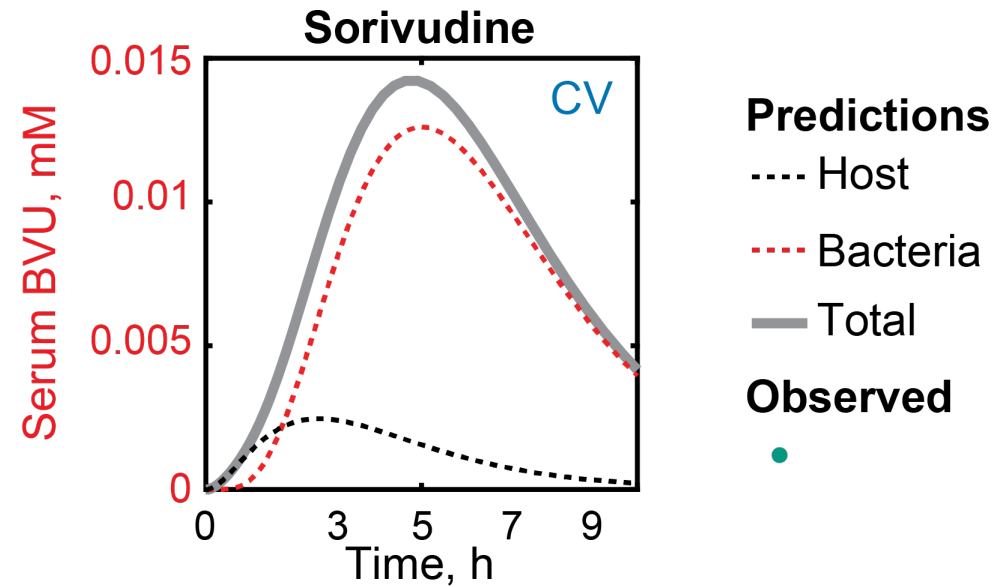 Sorivudine
CV
Serum BVU, mM
0.015
0.01
0.005
0
0 3 5 7 9
Time, h
Predictions
Host
Bacteria
Total
Observed